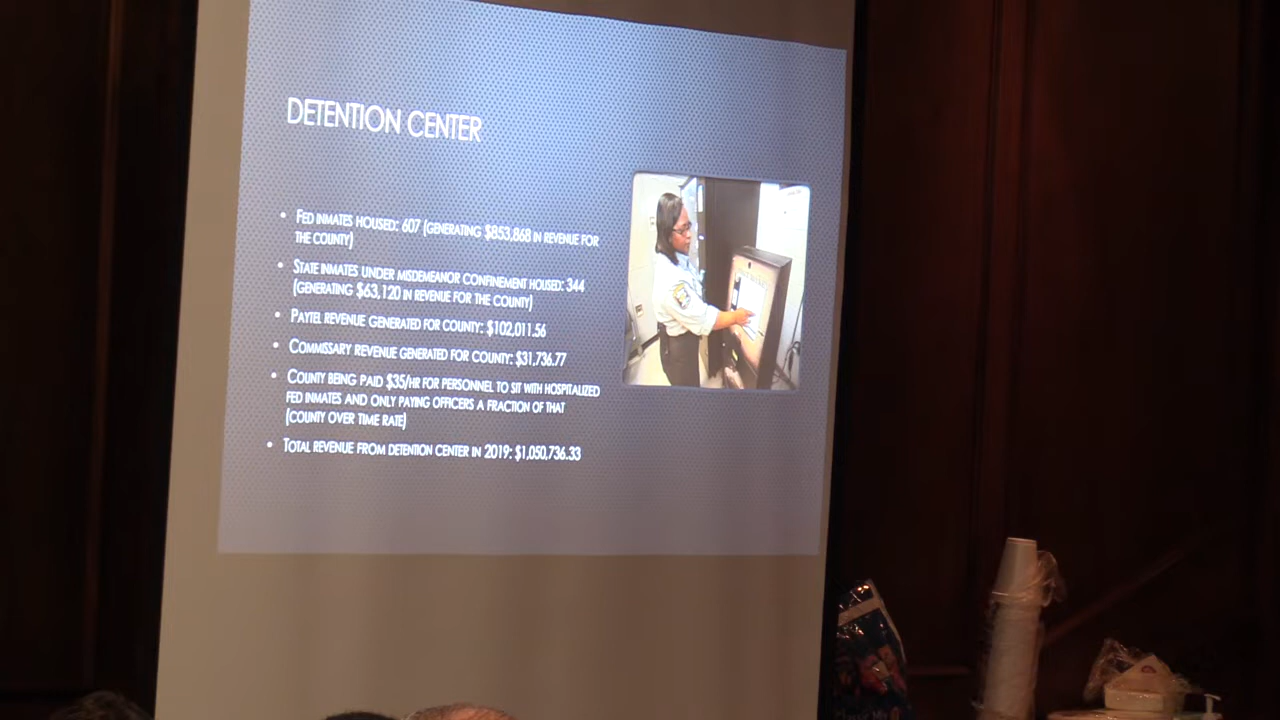 DETENTION CENTER
• FED INMATES HOUSED: 607 (GENERATING $853,868 IN REVENUE FOR
THE COUNTY)
• STATE INMATES UNDER MISDEMEANOR CONFINEMENT HOUSED: 344
(GENERATING $63,120 IN REVENUE FOR THE COUNTY)
• PAYTEL REVENUE GENERATED FOR COUNTY: $102,011.56
• COMMISSARY REVENUE GENERATED FOR COUNTY: $31,736.77
• COUNTY BEING PAID $35/HR FOR PERSONNEL TO SIT WITH HOSPITALIZED
FED INMATES AND ONLY PAYING OFFICERS A FRACTION OF THAT
(COUNTY OVER TIME RATE)
• TOTAL REVENUE FROM DETENTION CENTER IN 2019: $1,050,736.33